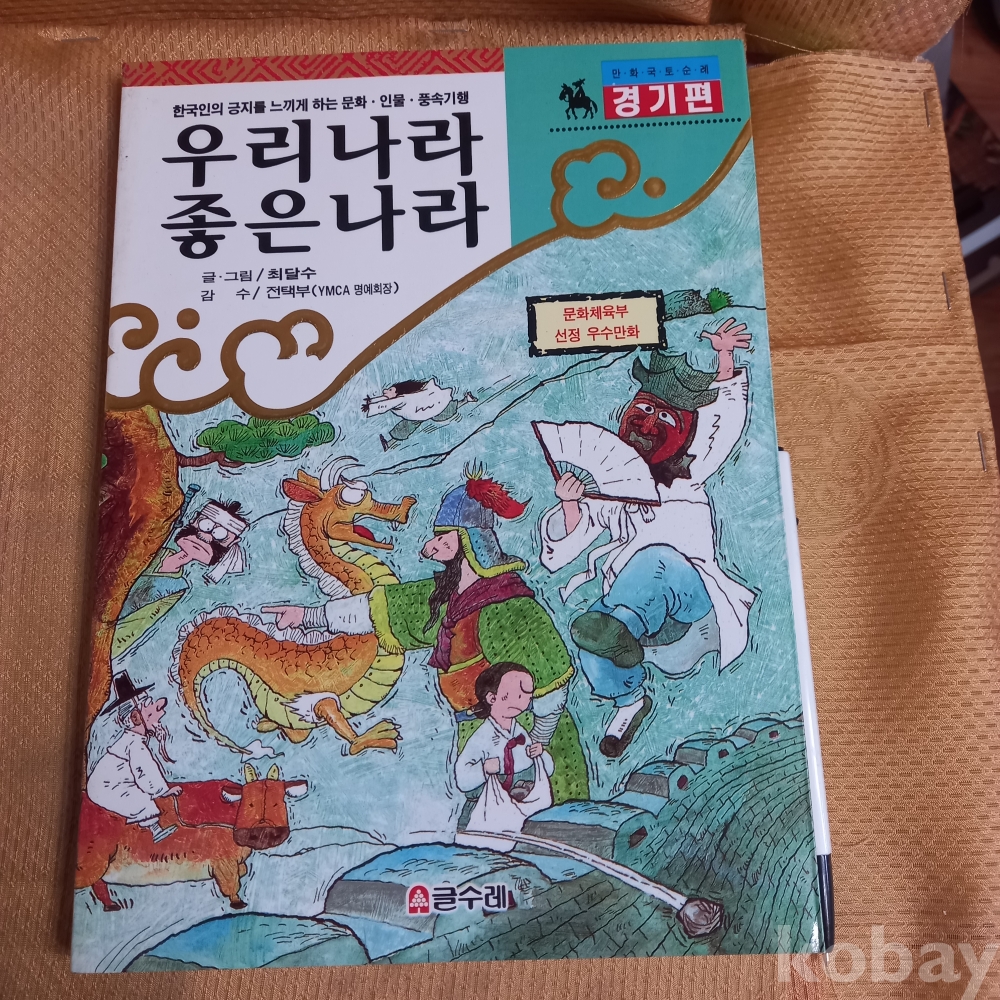 만·화·국·토·순·례
경기편
한국인의 긍지를 느끼게 하는 문화·인물·풍속기행
우리나라
좋은나라
글·그림/최달수
감 수/전택부(YMCA 명예회장)
문화체육부
선정 우수만화
글수레
kobay